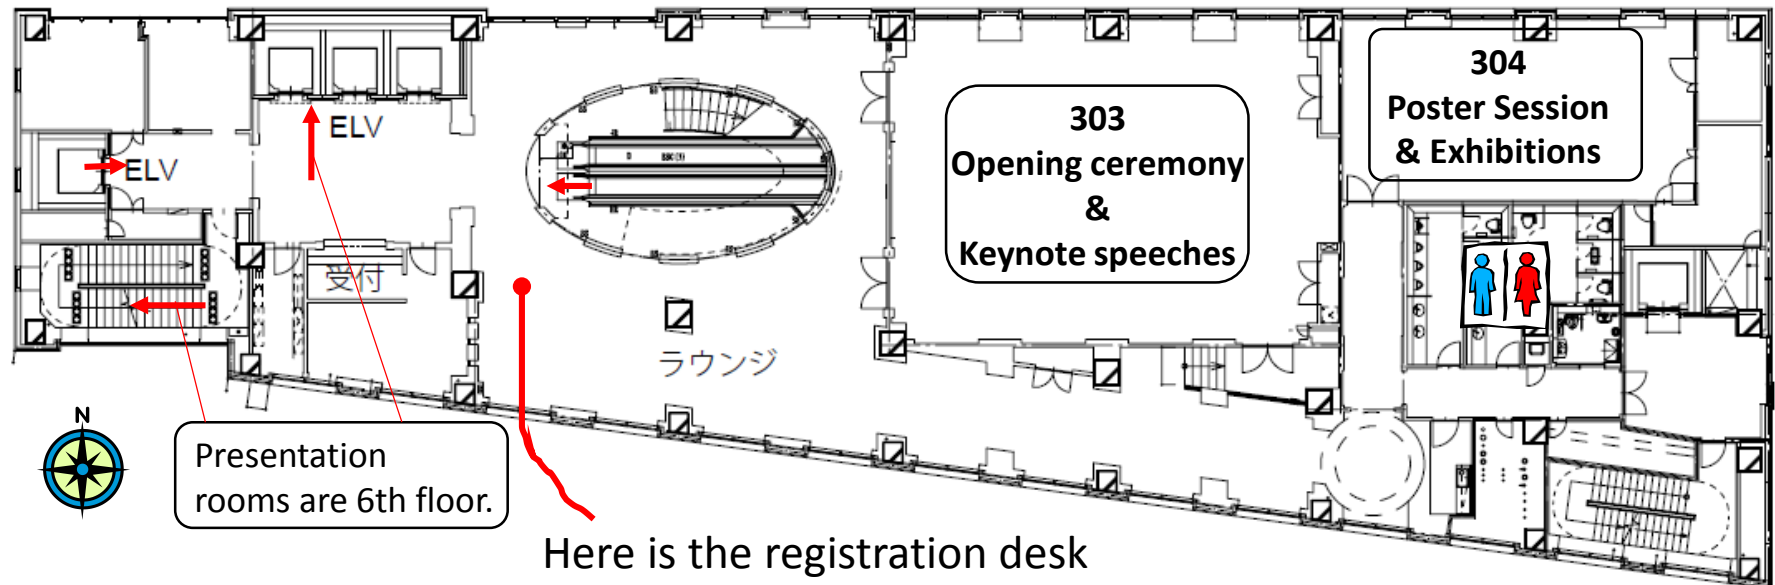 304
Poster Session
& Exhibitions
303
Opening ceremony
&
Keynote speeches
ELV
ELV
受付
ラウンジ
N
Presentation
rooms are 6th floor.
Here is the registration desk